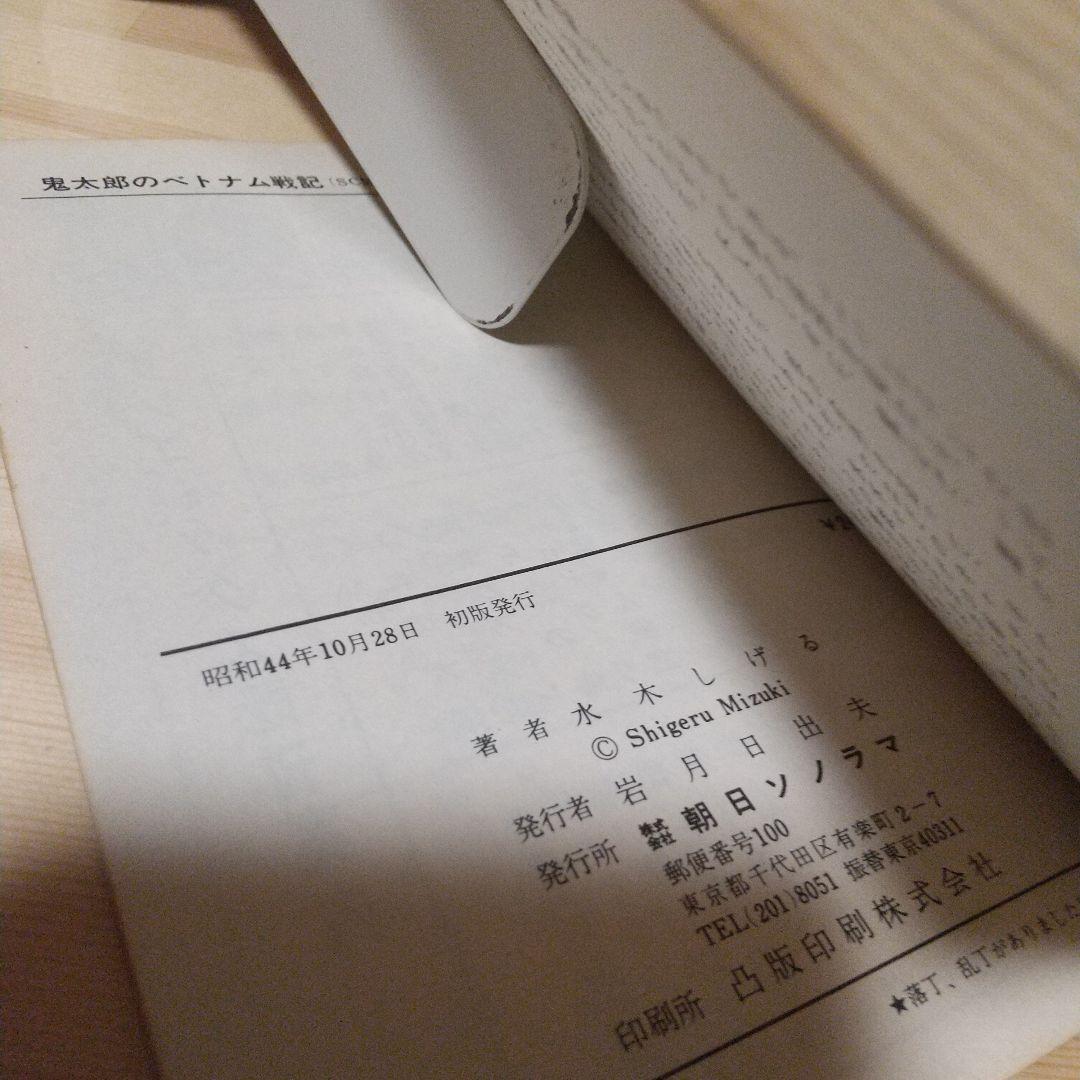 鬼太郎のベトナム戦記
¥
昭和44年10月28日 初版発行
著者 水木しげる
© Shigeru Mizuki
発行者 岩月日出夫
発行所 株式会社 朝日ソノラマ
郵便番号100
東京都千代田区有楽町2-7
TEL(201)8051 振替東京40311
印刷所 凸版印刷株式会社
★落丁、乱丁がありました